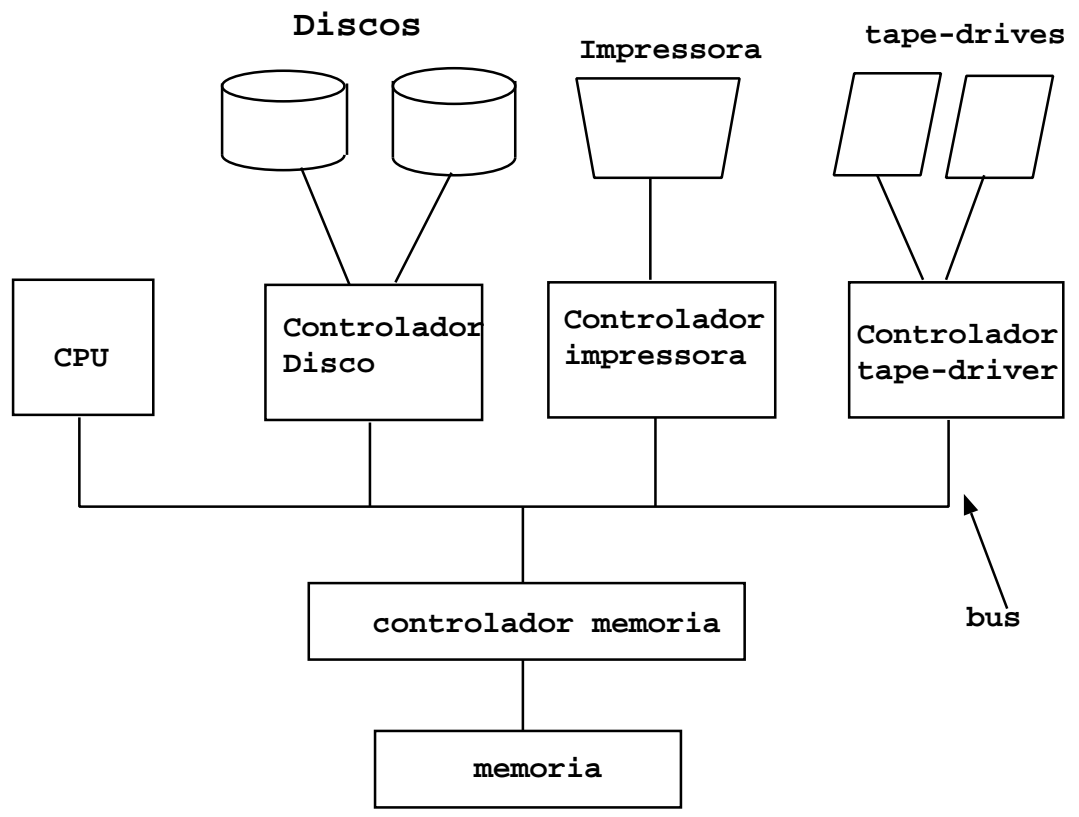 Discos
Impressora
tape-drives
CPU
Controlador
Disco
Controlador
impressora
Controlador
tape-driver
controlador memoria
bus
memoria